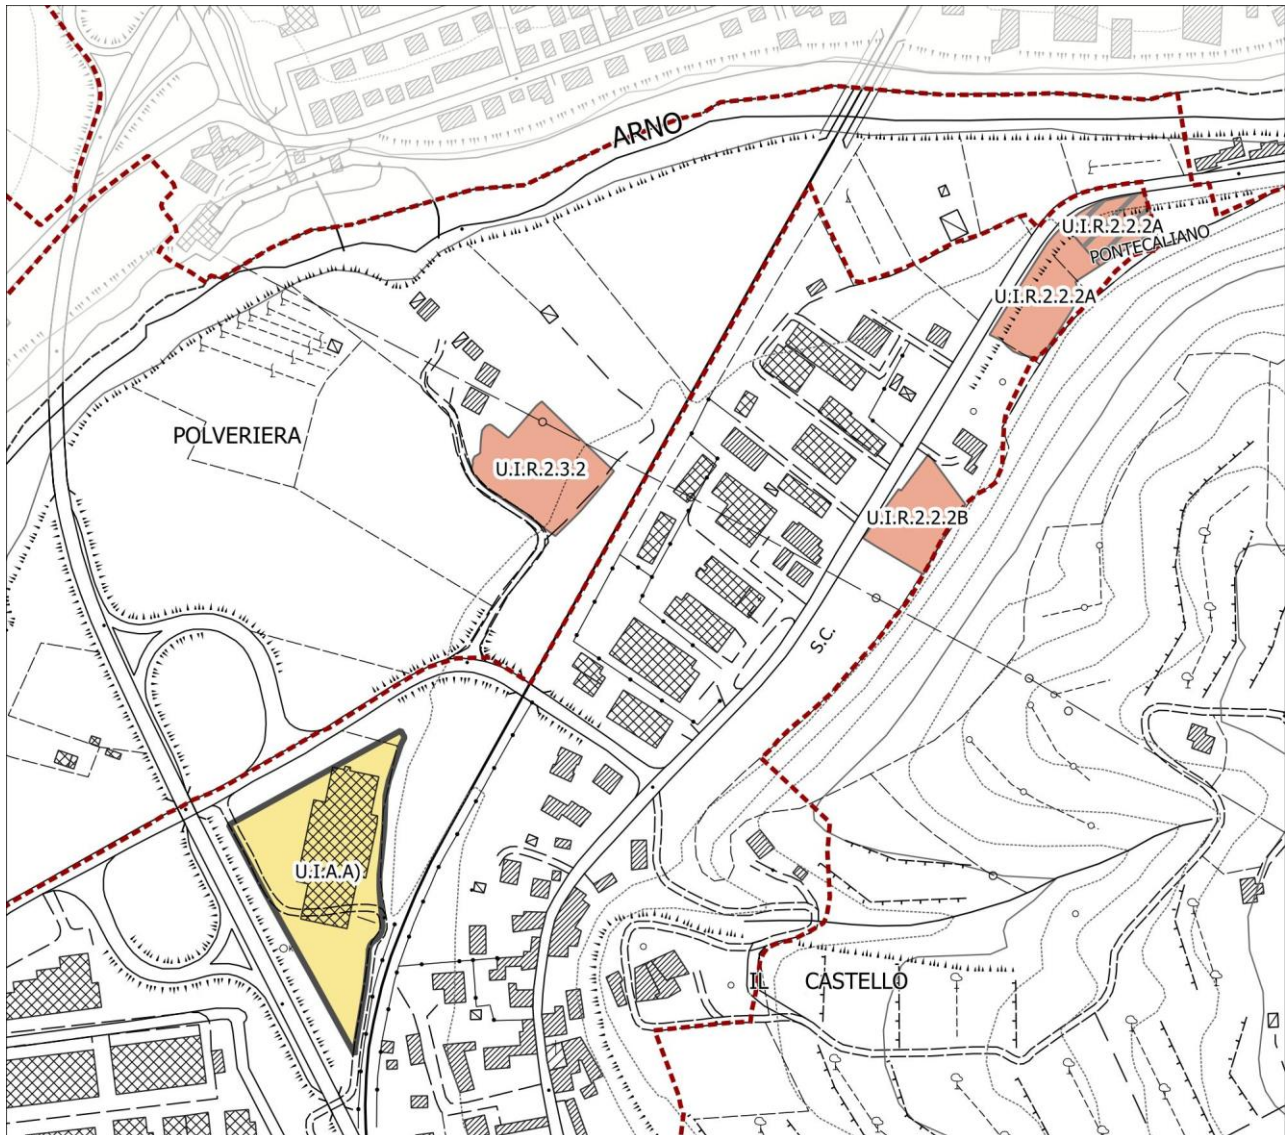 ARNO
U.I.R.2.2.2A
PONTECALIANO
U.I.R.2.2.2A
POLVERIERA
U.I.R.2.3.2
U.I.R.2.2.2B
S.C.
U.I.A.A)
IL CASTELLO